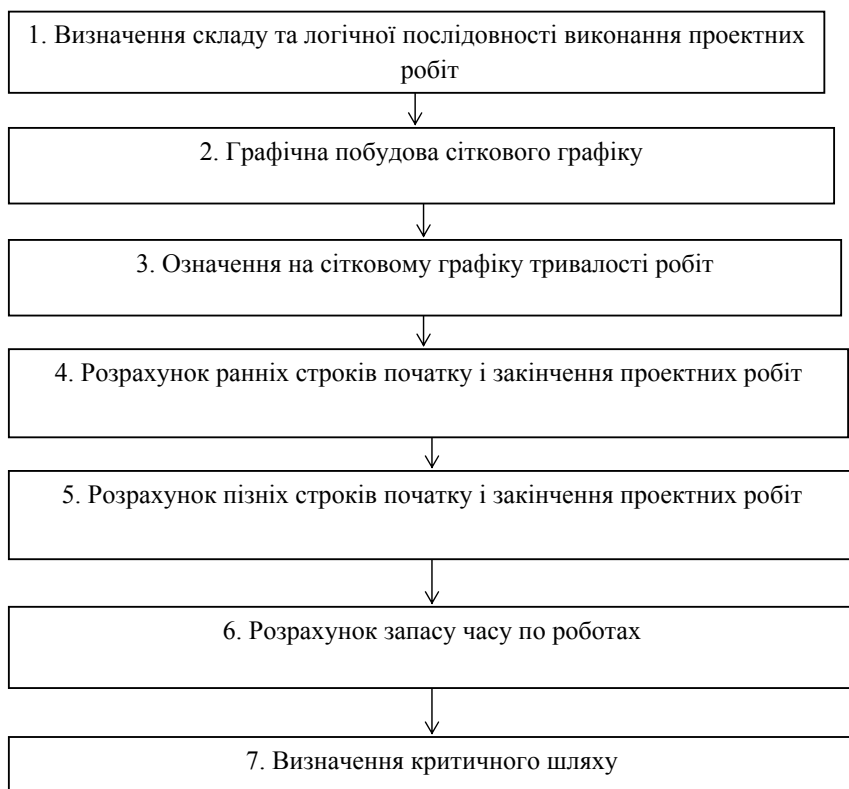 1. Визначення складу та логічної послідовності виконання проектних
робіт
2. Графічна побудова сіткового графіку
3. Означення на сітковому графіку тривалості робіт
4. Розрахунок ранніх строків початку і закінчення проектних робіт
5. Розрахунок пізніх строків початку і закінчення проектних робіт
6. Розрахунок запасу часу по роботах
7. Визначення критичного шляху